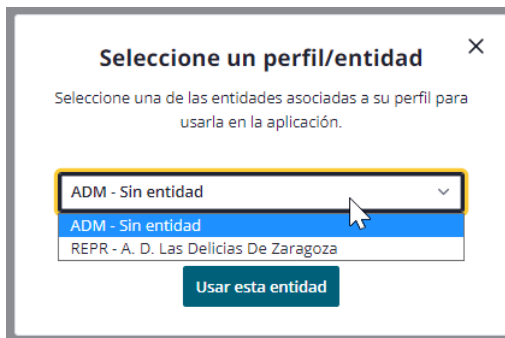 Seleccione un perfil/entidad
Seleccione una de las entidades asociadas a su perfil para
usarla en la aplicación.
ADM - Sin entidad
ADM - Sin entidad
REPR - A. D. Las Delicias De Zaragoza
Usar esta entidad